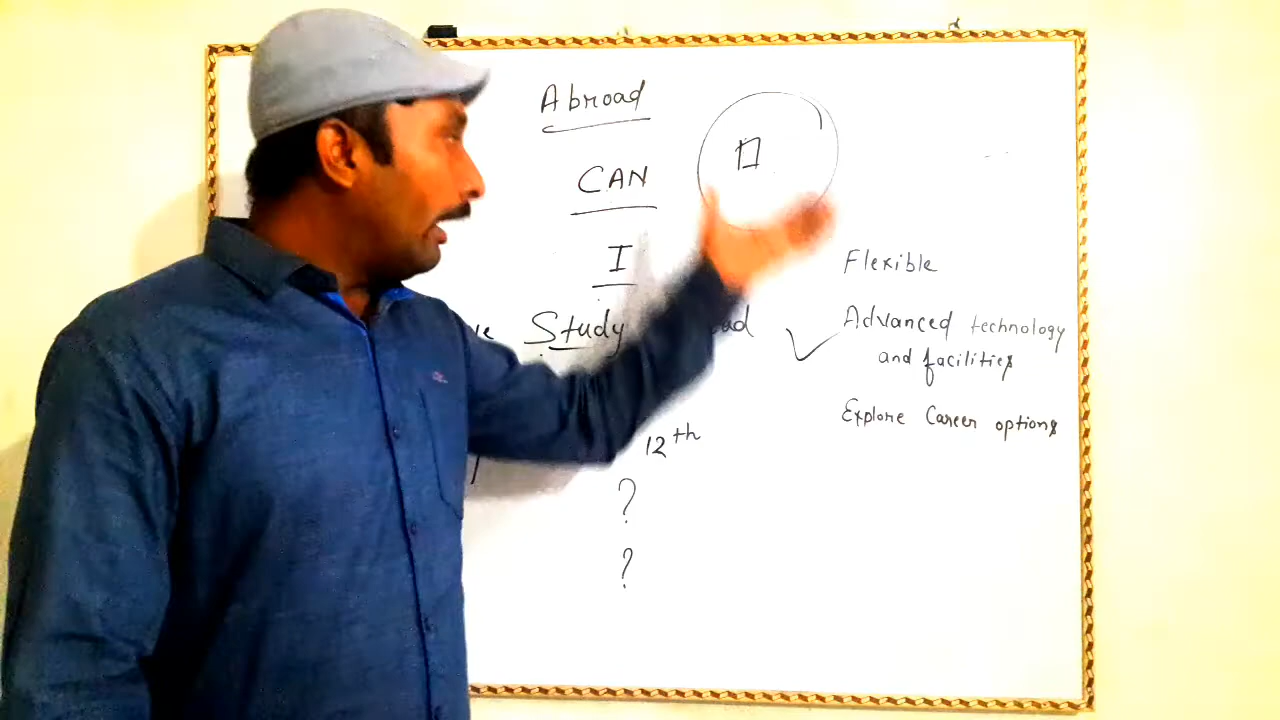 Abroad
CAN
I
Study
12th
?
?
Flexible
Advanced technology
and facilities
Explore Career options